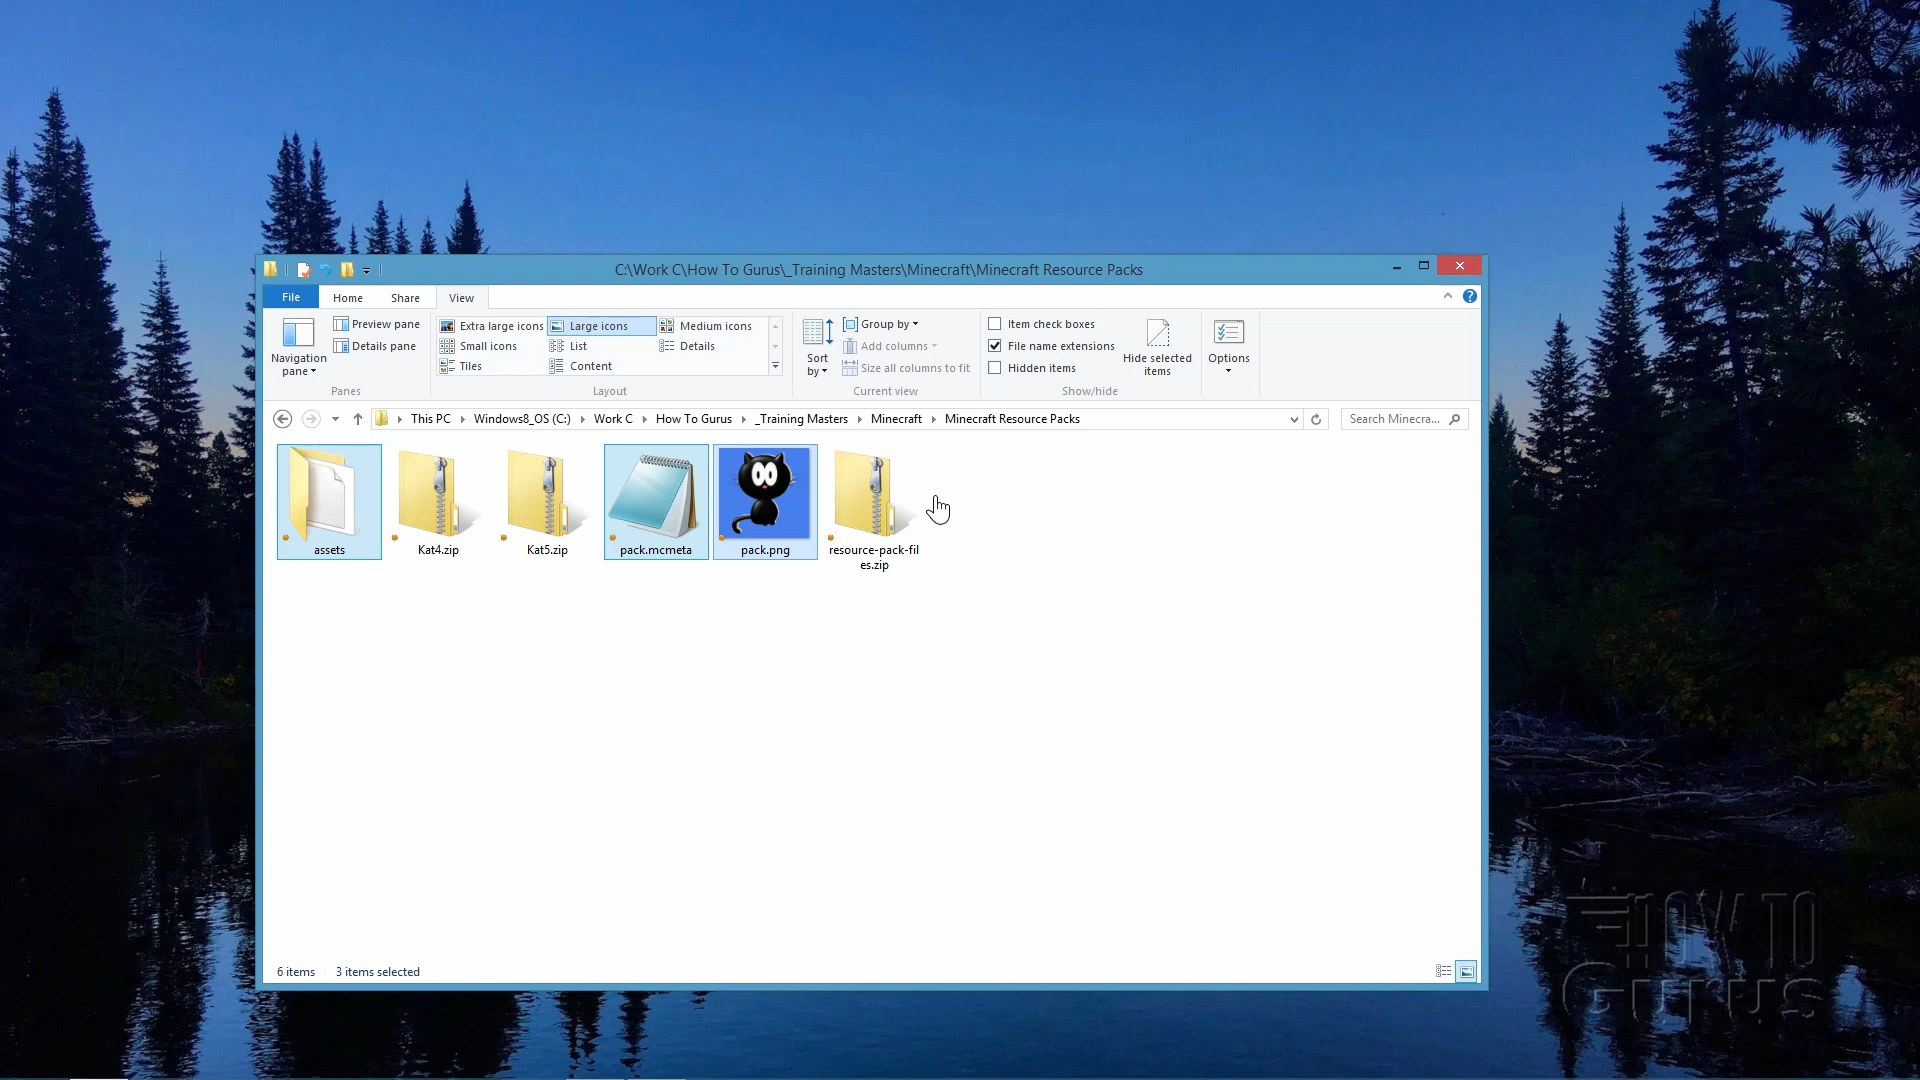 C:\Work C\How To Gurus\_Training Masters\Minecraft\Minecraft Resource Packs
File Home Share View
Navigation pane
Preview pane
Details pane
Panes
Extra large icons Large icons Medium icons
Small icons List Details
Tiles Content
Layout
Sort by
Group by
Add columns
Size all columns to fit
Current view
Item check boxes
File name extensions
Hidden items
Hide selected items
Show/hide
Options
This PC Windows8_OS (C:) Work C How To Gurus _Training Masters Minecraft Minecraft Resource Packs
Search Minecra...
assets
Kat4.zip
Kat5.zip
pack.mcmeta
pack.png
resource-pack-fil
es.zip
6 items 3 items selected
HOW TO
Gurus